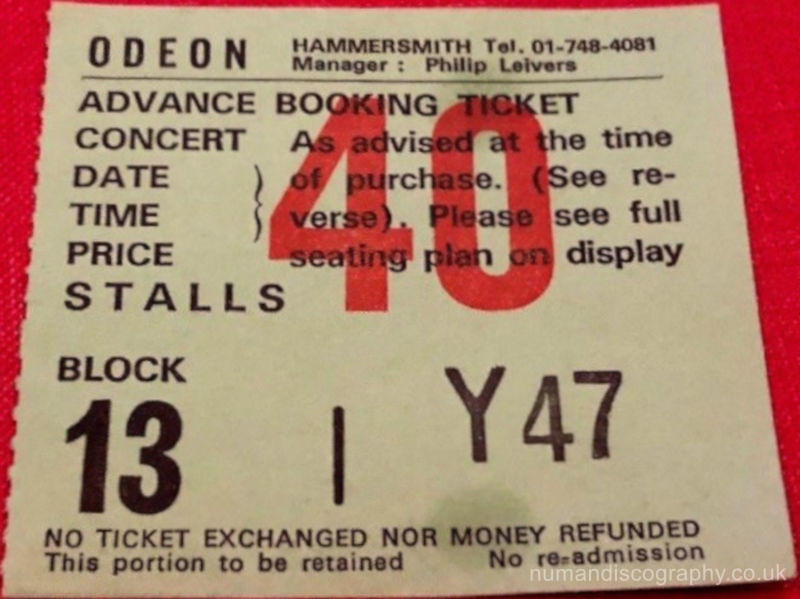 ODEON HAMMERSMITH Tel. 01-748-4081
Manager : Philip Leivers
ADVANCE BOOKING TICKET
CONCERT As advised at the time
DATE } of purchase. (See re-
TIME { verse). Please see full
PRICE seating plan on display
STALLS
40
BLOCK
13 | Y 47
NO TICKET EXCHANGED NOR MONEY REFUNDED
This portion to be retained No re-admission
numandiscography.co.uk